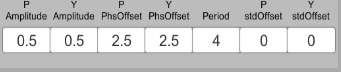 P Y P Y P Y
Amplitude Amplitude PhsOffset PhsOffset Period stdOffset stdOffset
0.5 0.5 2.5 2.5 4 0 0